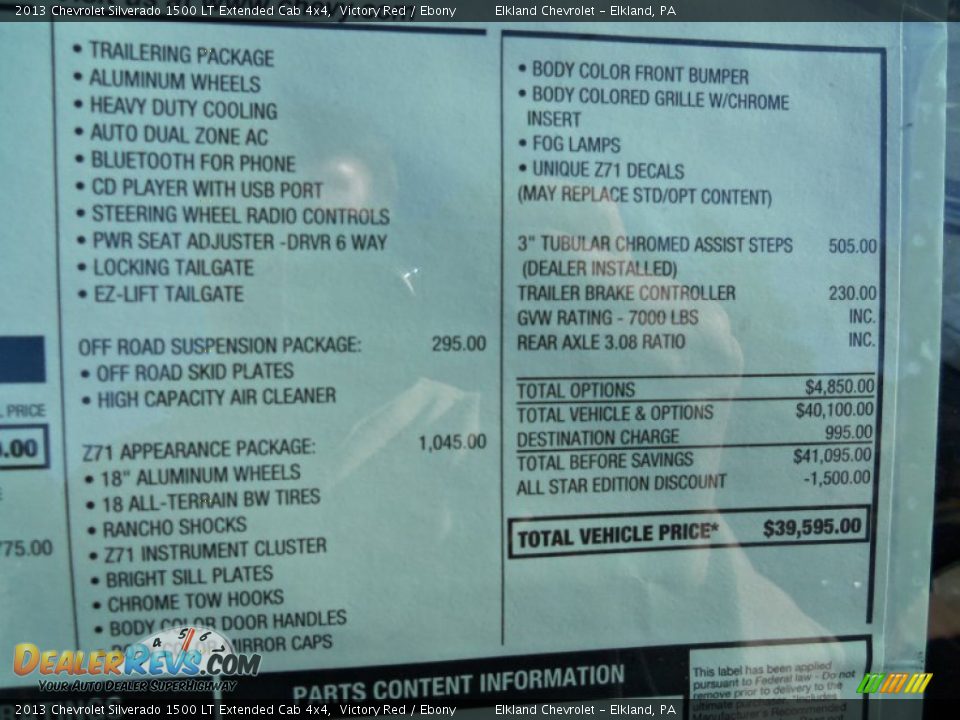 2013 Chevrolet Silverado 1500 LT Extended Cab 4x4, Victory Red / Ebony Elkland Chevrolet - Elkland, PA
PRICE
.00
775.00
• TRAILERING PACKAGE
• ALUMINUM WHEELS
• HEAVY DUTY COOLING
• AUTO DUAL ZONE AC
• BLUETOOTH FOR PHONE
• CD PLAYER WITH USB PORT
• STEERING WHEEL RADIO CONTROLS
• PWR SEAT ADJUSTER -DRVR 6 WAY
• LOCKING TAILGATE
• EZ-LIFT TAILGATE
OFF ROAD SUSPENSION PACKAGE: 295.00
• OFF ROAD SKID PLATES
• HIGH CAPACITY AIR CLEANER
Z71 APPEARANCE PACKAGE: 1,045.00
• 18" ALUMINUM WHEELS
• 18 ALL-TERRAIN BW TIRES
• RANCHO SHOCKS
• Z71 INSTRUMENT CLUSTER
• BRIGHT SILL PLATES
• CHROME TOW HOOKS
• BODY COLOR DOOR HANDLES
MIRROR CAPS
• BODY COLOR FRONT BUMPER
• BODY COLORED GRILLE W/CHROME
INSERT
• FOG LAMPS
• UNIQUE Z71 DECALS
(MAY REPLACE STD/OPT CONTENT)
3" TUBULAR CHROMED ASSIST STEPS 505.00
(DEALER INSTALLED)
TRAILER BRAKE CONTROLLER 230.00
GVW RATING - 7000 LBS INC.
REAR AXLE 3.08 RATIO INC.
TOTAL OPTIONS $4,850.00
TOTAL VEHICLE & OPTIONS $40,100.00
DESTINATION CHARGE 995.00
TOTAL BEFORE SAVINGS $41,095.00
ALL STAR EDITION DISCOUNT -1,500.00
TOTAL VEHICLE PRICE* $39,595.00
PARTS CONTENT INFORMATION
This label has been applied
pursuant to Federal law - Do not
remove prior to delivery to the
ultimate purchaser. *Includes
Manufacturer's Recommended
4 5 6
DEALERREVS.COM
YOUR AUTO DEALER SUPERHIGHWAY
2013 Chevrolet Silverado 1500 LT Extended Cab 4x4, Victory Red / Ebony Elkland Chevrolet - Elkland, PA